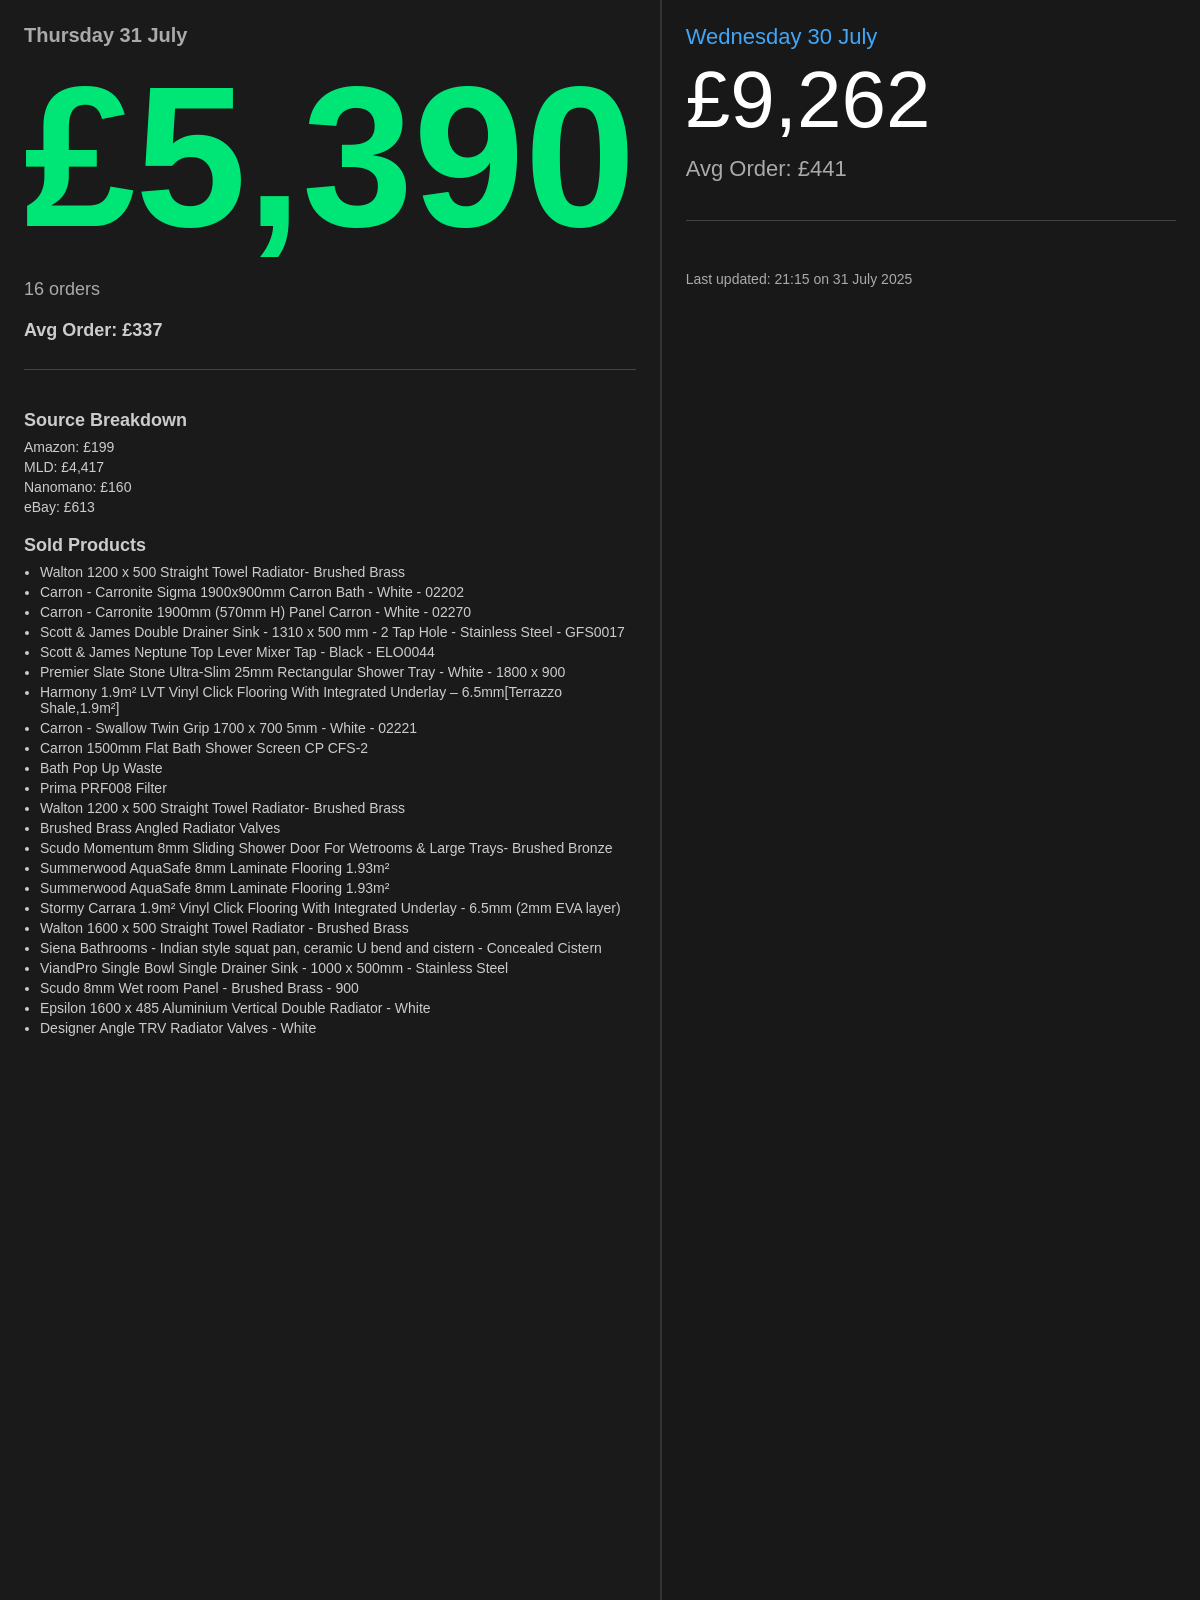 Thursday 31 July
£5,390
16 orders
Avg Order: £337
Source Breakdown
Amazon: £199
MLD: £4,417
Nanomano: £160
eBay: £613
Sold Products
• Walton 1200 x 500 Straight Towel Radiator- Brushed Brass
• Carron - Carronite Sigma 1900x900mm Carron Bath - White - 02202
• Carron - Carronite 1900mm (570mm H) Panel Carron - White - 02270
• Scott & James Double Drainer Sink - 1310 x 500 mm - 2 Tap Hole - Stainless Steel - GFS0017
• Scott & James Neptune Top Lever Mixer Tap - Black - ELO0044
• Premier Slate Stone Ultra-Slim 25mm Rectangular Shower Tray - White - 1800 x 900
• Harmony 1.9m² LVT Vinyl Click Flooring With Integrated Underlay – 6.5mm[Terrazzo
Shale,1.9m²]
• Carron - Swallow Twin Grip 1700 x 700 5mm - White - 02221
• Carron 1500mm Flat Bath Shower Screen CP CFS-2
• Bath Pop Up Waste
• Prima PRF008 Filter
• Walton 1200 x 500 Straight Towel Radiator- Brushed Brass
• Brushed Brass Angled Radiator Valves
• Scudo Momentum 8mm Sliding Shower Door For Wetrooms & Large Trays- Brushed Bronze
• Summerwood AquaSafe 8mm Laminate Flooring 1.93m²
• Summerwood AquaSafe 8mm Laminate Flooring 1.93m²
• Stormy Carrara 1.9m² Vinyl Click Flooring With Integrated Underlay - 6.5mm (2mm EVA layer)
• Walton 1600 x 500 Straight Towel Radiator - Brushed Brass
• Siena Bathrooms - Indian style squat pan, ceramic U bend and cistern - Concealed Cistern
• ViandPro Single Bowl Single Drainer Sink - 1000 x 500mm - Stainless Steel
• Scudo 8mm Wet room Panel - Brushed Brass - 900
• Epsilon 1600 x 485 Aluminium Vertical Double Radiator - White
• Designer Angle TRV Radiator Valves - White
Wednesday 30 July
£9,262
Avg Order: £441
Last updated: 21:15 on 31 July 2025